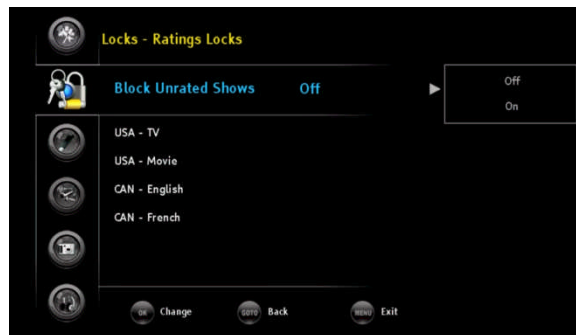 Locks - Ratings Locks
Block Unrated Shows Off
Off
On
USA - TV
USA - Movie
CAN - English
CAN - French
OK Change GOTO Back MENU Exit